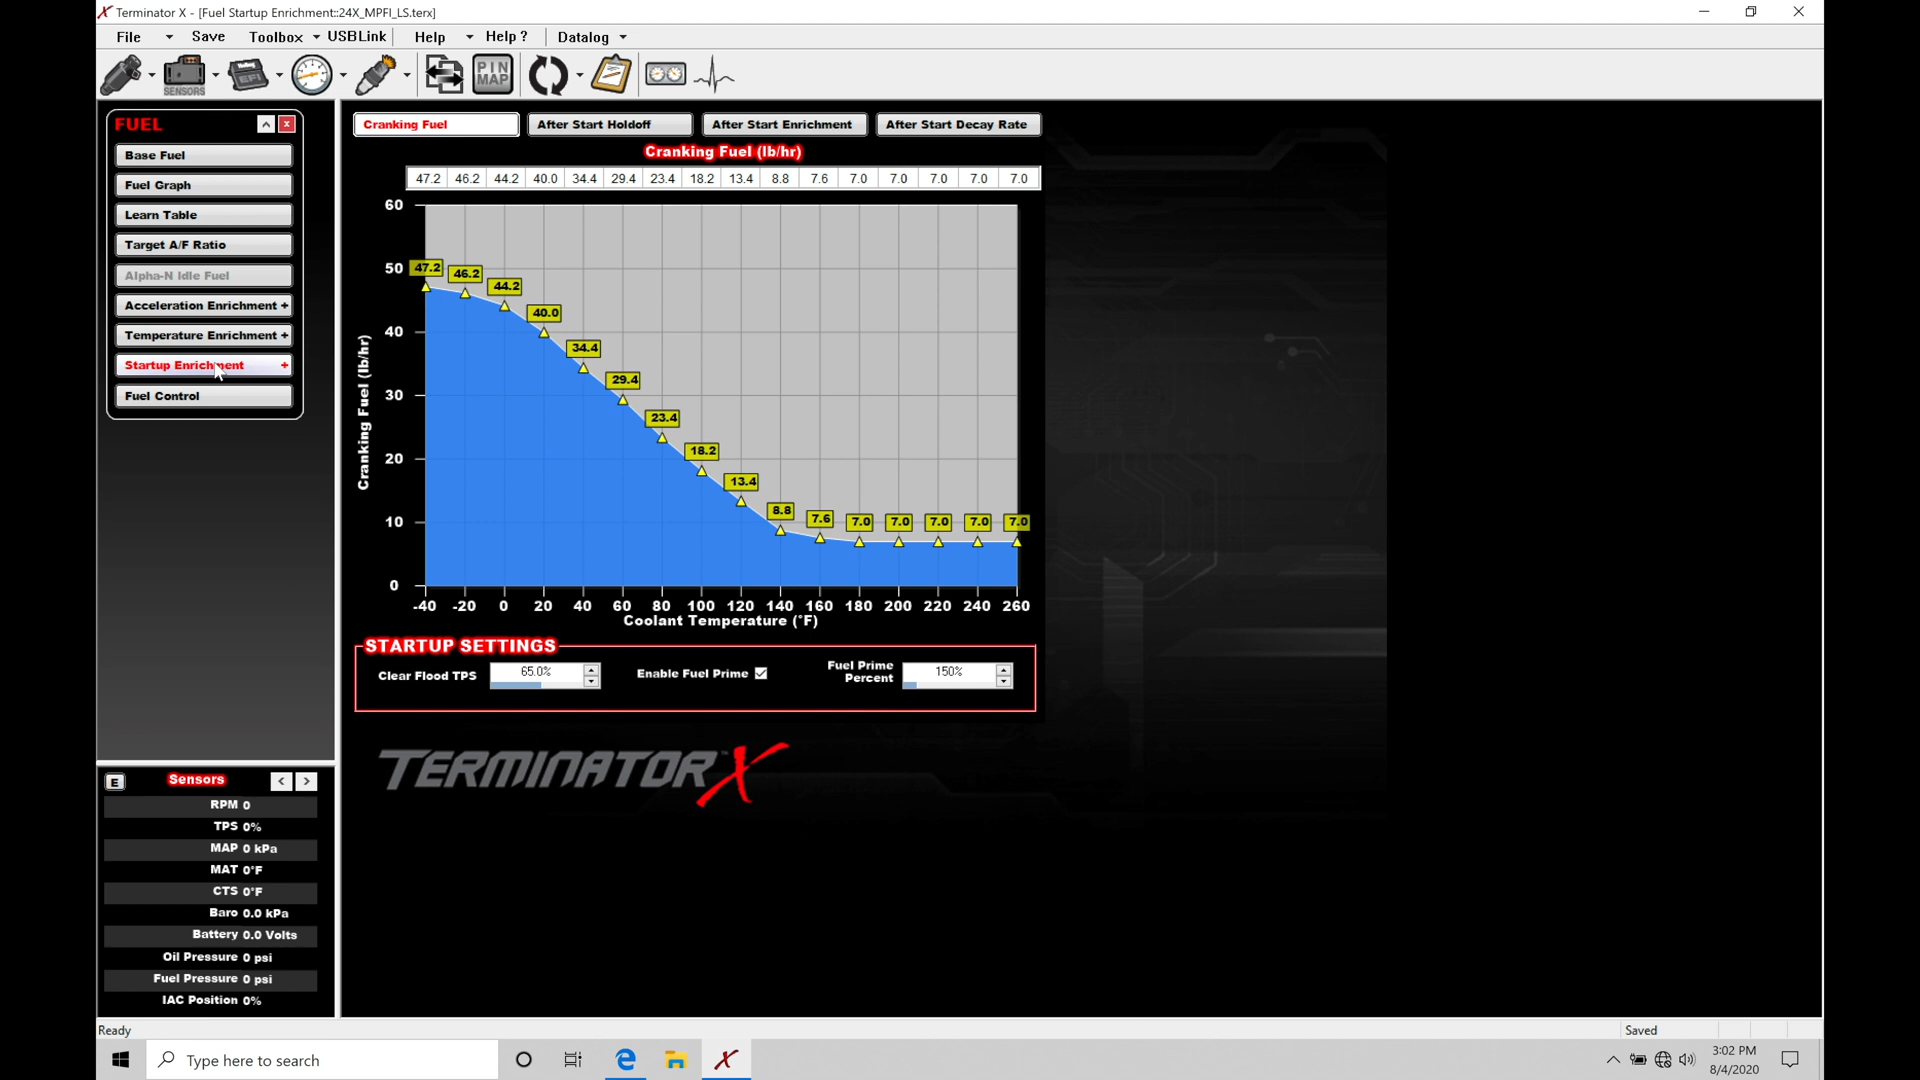 Terminator X - [Fuel Startup Enrichment::24X_MPFI_LS.terx]
File Save Toolbox USBLink Help Help ? Datalog
SENSORS EFI PIN MAP
FUEL
Base Fuel
Fuel Graph
Learn Table
Target A/F Ratio
Alpha-N Idle Fuel
Acceleration Enrichment +
Temperature Enrichment +
Startup Enrichment +
Fuel Control
Cranking Fuel After Start Holdoff After Start Enrichment After Start Decay Rate
Cranking Fuel (lb/hr)
47.2 46.2 44.2 40.0 34.4 29.4 23.4 18.2 13.4 8.8 7.6 7.0 7.0 7.0 7.0 7.0
60
50
40
30
20
10
0
Cranking Fuel (lb/hr)
47.2 46.2 44.2 40.0 34.4 29.4 23.4 18.2 13.4 8.8 7.6 7.0 7.0 7.0 7.0 7.0
-40 -20 0 20 40 60 80 100 120 140 160 180 200 220 240 260
Coolant Temperature (°F)
STARTUP SETTINGS
Clear Flood TPS 65.0% Enable Fuel Prime Fuel Prime Percent 150%
TERMINATOR X
E Sensors < >
RPM 0
TPS 0%
MAP 0 kPa
MAT 0°F
CTS 0°F
Baro 0.0 kPa
Battery 0.0 Volts
Oil Pressure 0 psi
Fuel Pressure 0 psi
IAC Position 0%
Ready Saved
Type here to search
3:02 PM
8/4/2020